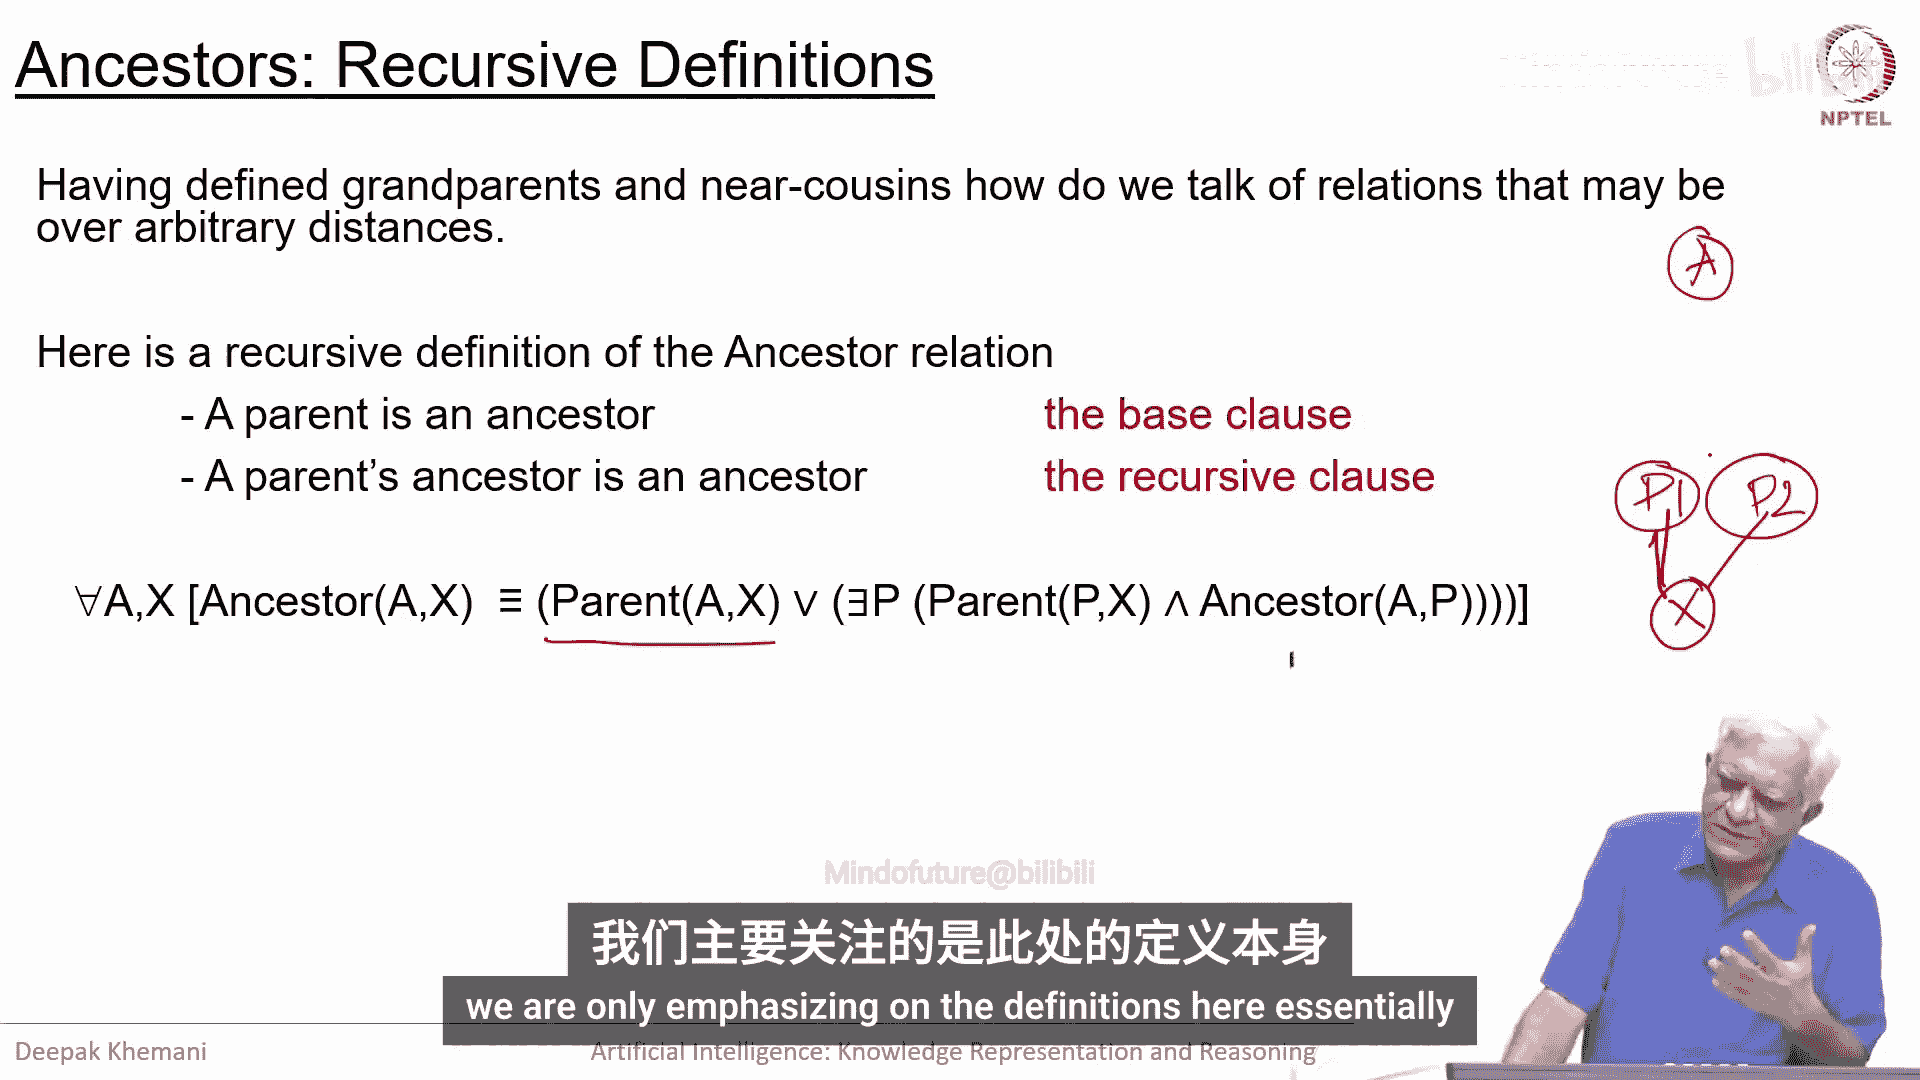 Ancestors: Recursive Definitions
NPTEL
Having defined grandparents and near-cousins how do we talk of relations that may be
over arbitrary distances.
A
Here is a recursive definition of the Ancestor relation
- A parent is an ancestor the base clause
- A parent’s ancestor is an ancestor the recursive clause
P1 P2
∀A,X [Ancestor(A,X) ≡ (Parent(A,X) ∨ (∃P (Parent(P,X) ∧ Ancestor(A,P))))]
X
Mindofuture@bilibili
我们主要关注的是此处的定义本身
we are only emphasizing on the definitions here essentially
Deepak Khemani Artificial Intelligence: Knowledge Representation and Reasoning